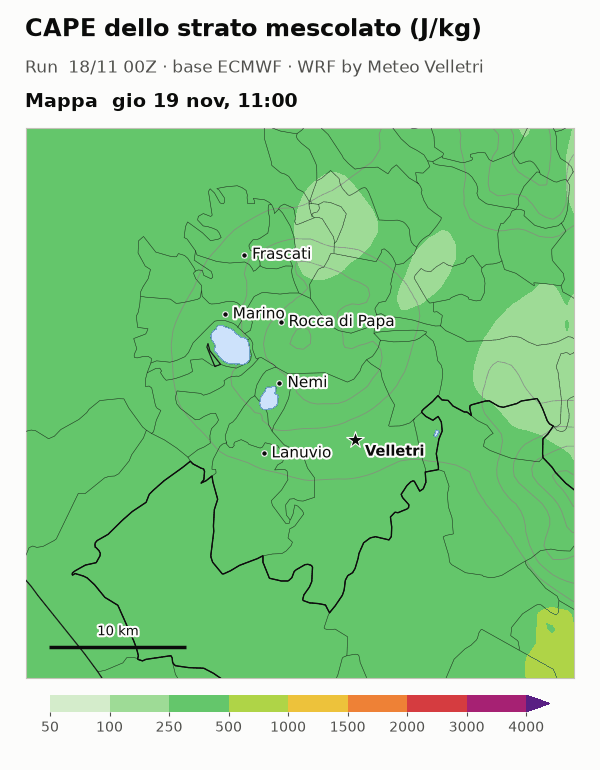 CAPE dello strato mescolato (J/kg)
Run  18/11 00Z · base ECMWF · WRF by Meteo Velletri
Mappa  gio 19 nov, 11:00
Frascati
Marino
Rocca di Papa
Nemi
Velletri
Lanuvio
10 km
50 100 250 500 1000 1500 2000 3000 4000